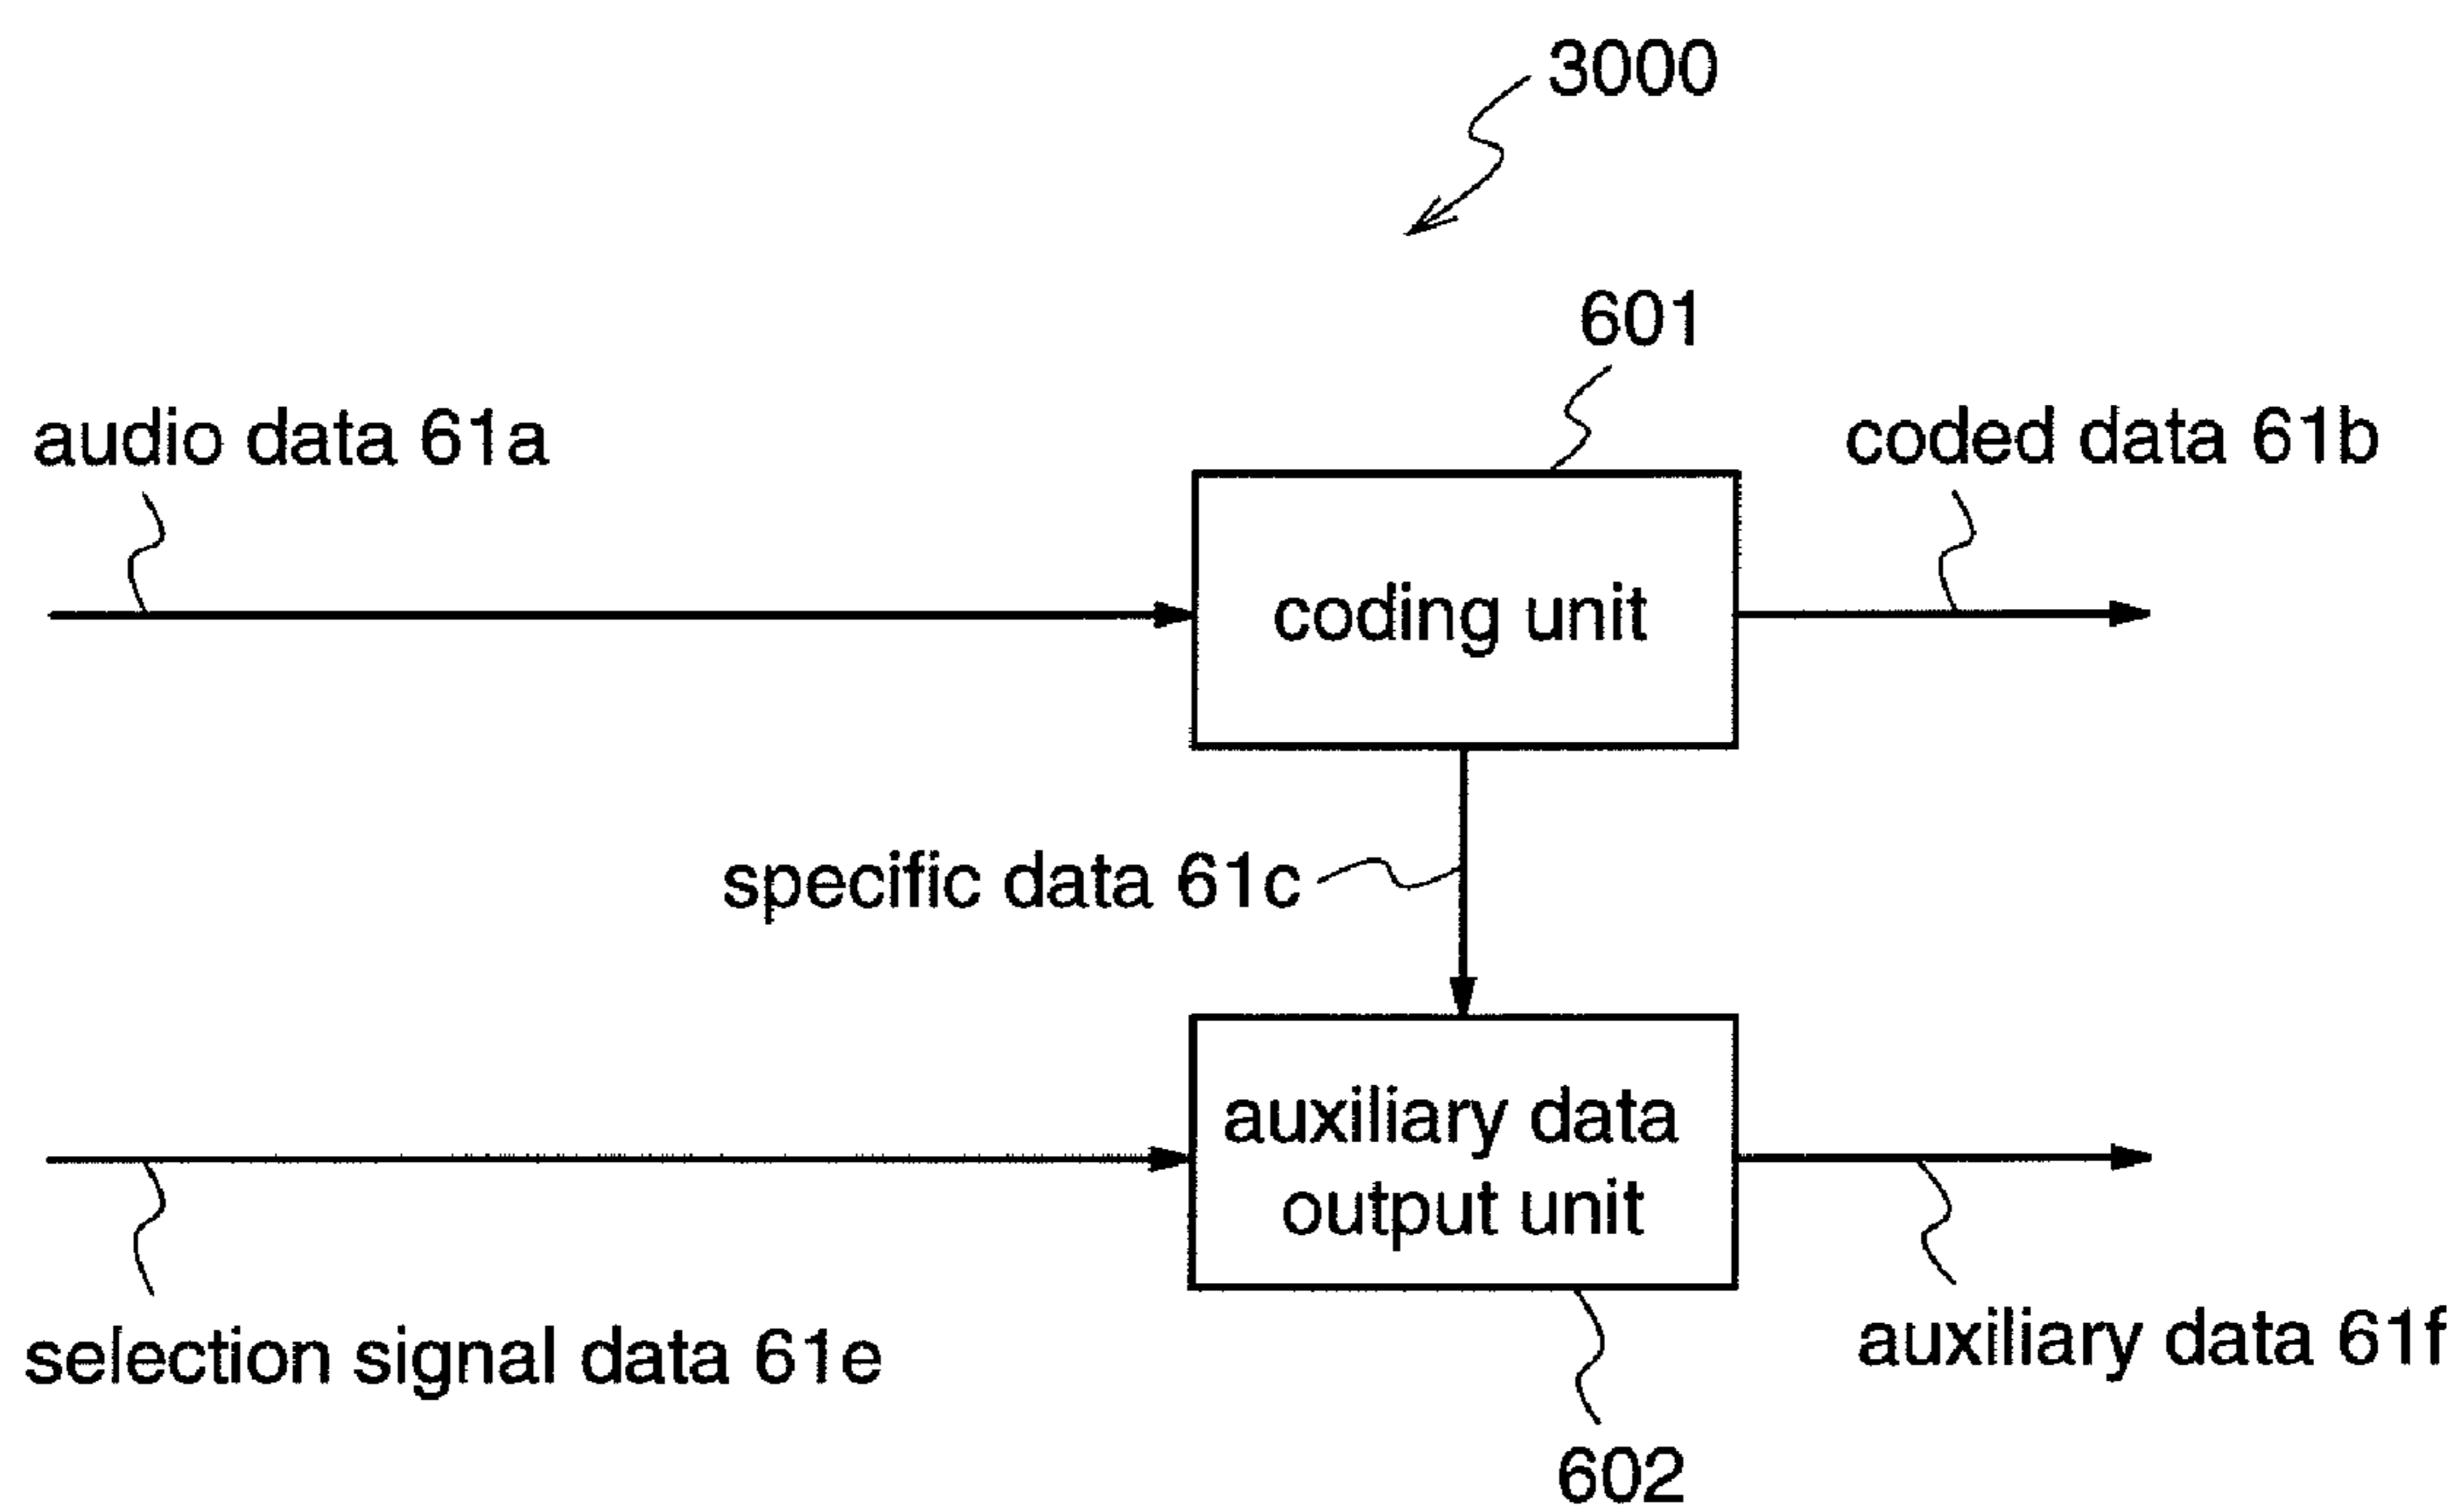 3000
601
audio data 61a
coded data 61b
coding unit
specific data 61c
auxiliary data
output unit
selection signal data 61e
auxiliary data 61f
602